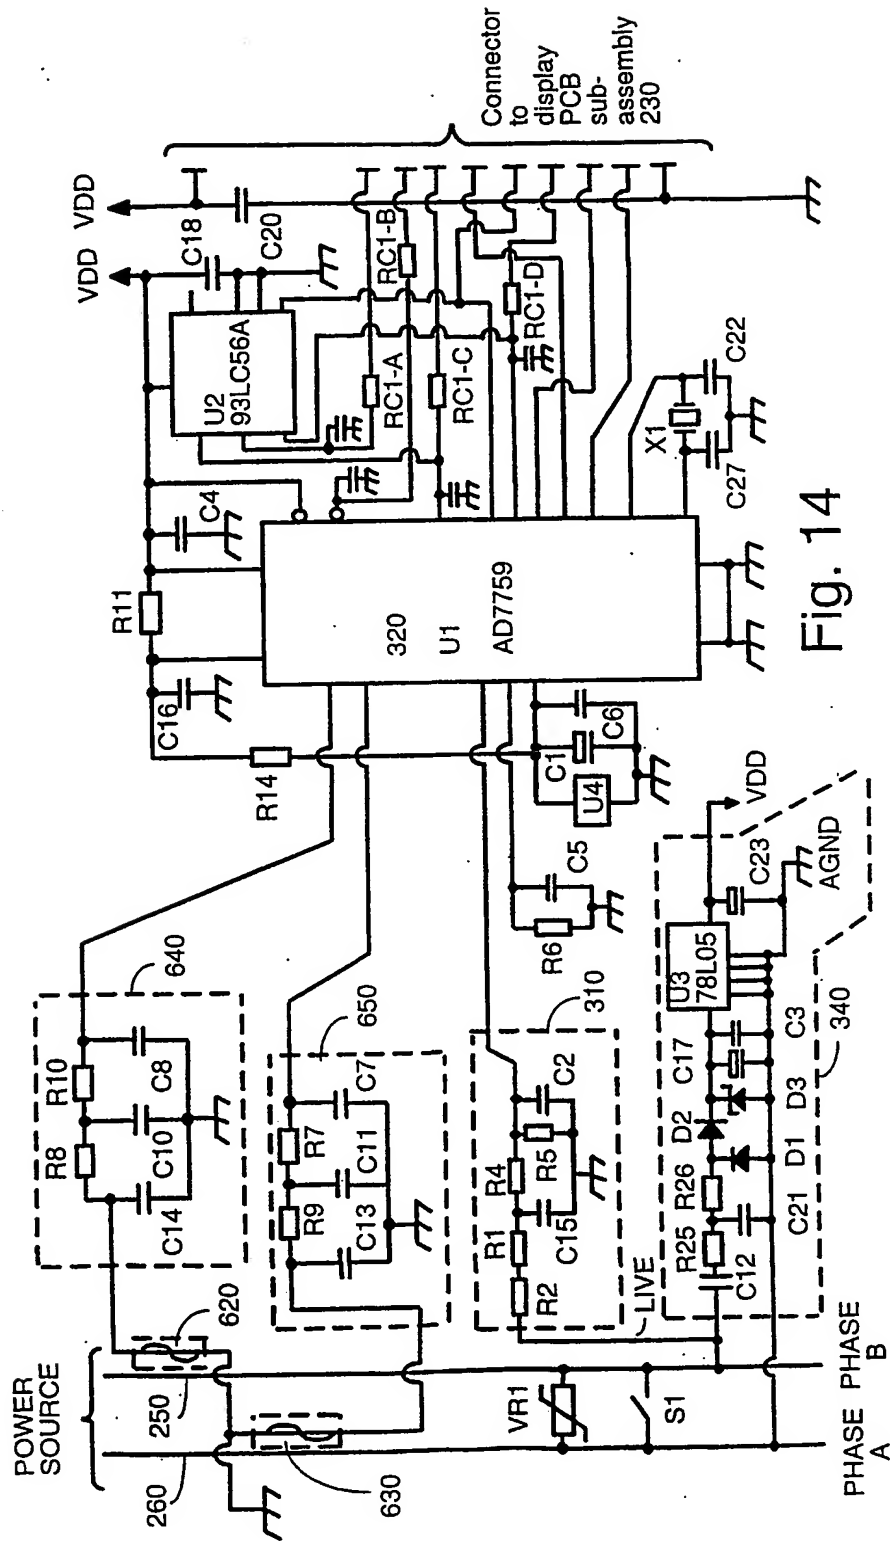 POWER
SOURCE
250
260
620
630
PHASE
A
PHASE
B
VR1
S1
LIVE
R8
R10
C14
C10
C8
640
R9
R7
C13
C11
C7
650
R2
R1
R4
C15
R5
C2
310
R25
R26
D2
C12
C21
D1
D3
C17
C3
U3
78L05
C23
VDD
AGND
340
R6
C5
U4
C1
C6
R14
C16
R11
C4
320
U1
AD7759
U2
93LC56A
VDD
VDD
C18
C20
RC1-A
RC1-B
RC1-C
RC1-D
X1
C27
C22
Connector
to
display
PCB
sub-
assembly
230
Fig. 14